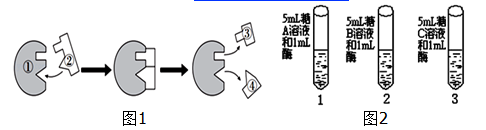 ①
②
③
④
图1
5mL糖
A溶液
和1mL
酶
1
5mL糖
B溶液
和1mL
酶
2
5mL糖
C溶液
和1mL
酶
3
图2